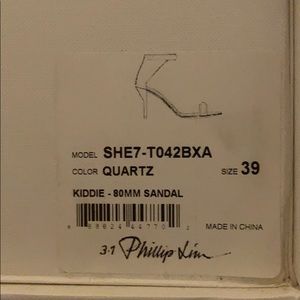 MODEL SHE7-T042BXA
COLOR QUARTZ SIZE 39
KIDDIE - 80MM SANDAL
MADE IN CHINA
3.1 Phillip Lim